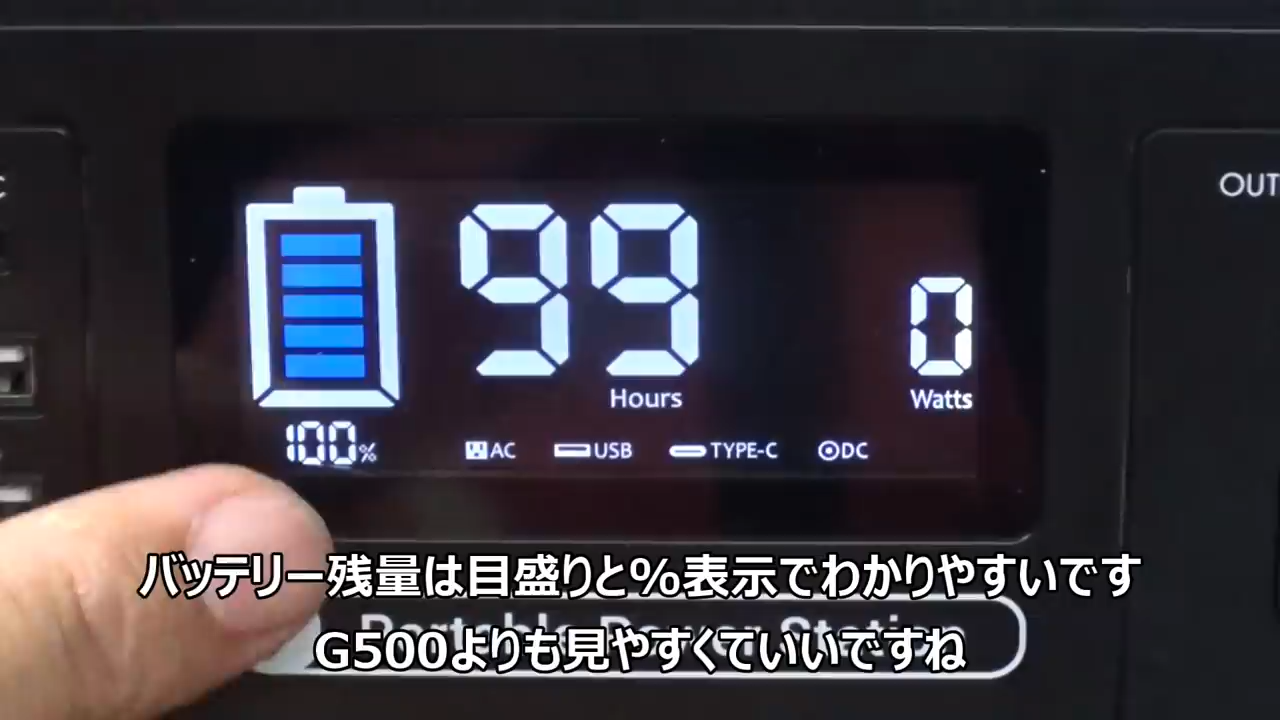 OUT
99
Hours
0
Watts
100%
AC
USB
TYPE-C
DC
バッテリー残量は目盛りと%表示でわかりやすいです
Portable Power Station
G500よりも見やすくていいですね